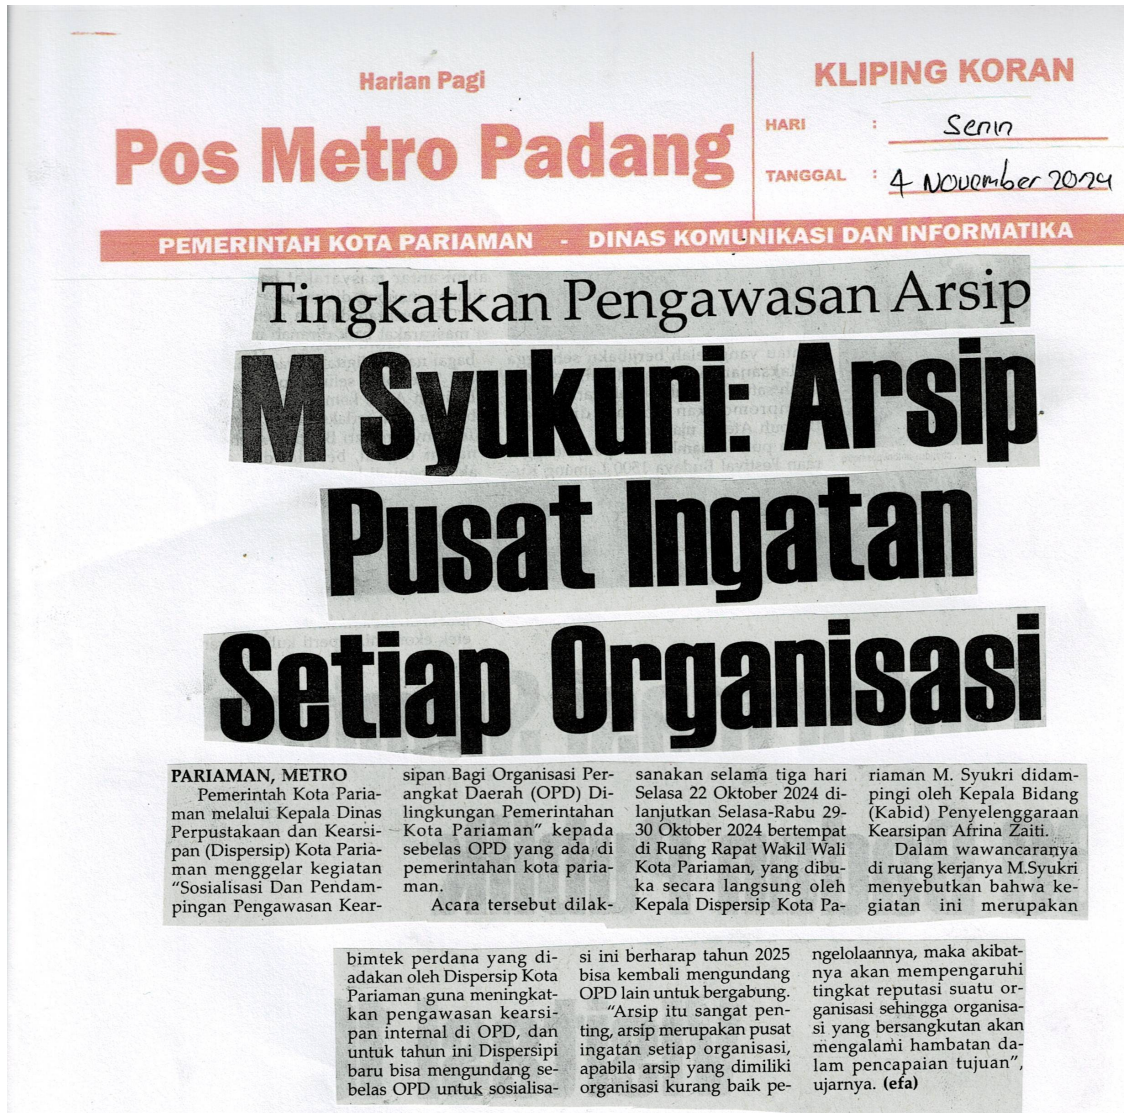 Harian Pagi
Pos Metro Padang
KLIPING KORAN
HARI : Senin
TANGGAL : 4 November 2024
PEMERINTAH KOTA PARIAMAN - DINAS KOMUNIKASI DAN INFORMATIKA
Tingkatkan Pengawasan Arsip
M Syukuri: Arsip
Pusat Ingatan
Setiap Organisasi
PARIAMAN, METRO
Pemerintah Kota Paria-
man melalui Kepala Dinas
Perpustakaan dan Kearsi-
pan (Dispersip) Kota Paria-
man menggelar kegiatan
“Sosialisasi Dan Pendam-
pingan Pengawasan Kear-
sipan Bagi Organisasi Per-
angkat Daerah (OPD) Di-
lingkungan Pemerintahan
Kota Pariaman” kepada
sebelas OPD yang ada di
pemerintahan kota paria-
man.
Acara tersebut dilak-
sanakan selama tiga hari
Selasa 22 Oktober 2024 di-
lanjutkan Selasa-Rabu 29-
30 Oktober 2024 bertempat
di Ruang Rapat Wakil Wali
Kota Pariaman, yang dibu-
ka secara langsung oleh
Kepala Dispersip Kota Pa-
riaman M. Syukri didam-
pingi oleh Kepala Bidang
(Kabid) Penyelenggaraan
Kearsipan Afrina Zaiti.
Dalam wawancaranya
di ruang kerjanya M.Syukri
menyebutkan bahwa ke-
giatan ini merupakan
bimtek perdana yang di-
adakan oleh Dispersip Kota
Pariaman guna meningkat-
kan pengawasan kearsi-
pan internal di OPD, dan
untuk tahun ini Dispersipi
baru bisa mengundang se-
belas OPD untuk sosialisa-
si ini berharap tahun 2025
bisa kembali mengundang
OPD lain untuk bergabung.
“Arsip itu sangat pen-
ting, arsip merupakan pusat
ingatan setiap organisasi,
apabila arsip yang dimiliki
organisasi kurang baik pe-
ngelolaannya, maka akibat-
nya akan mempengaruhi
tingkat reputasi suatu or-
ganisasi sehingga organisa-
si yang bersangkutan akan
mengalami hambatan da-
lam pencapaian tujuan”,
ujarnya. (efa)